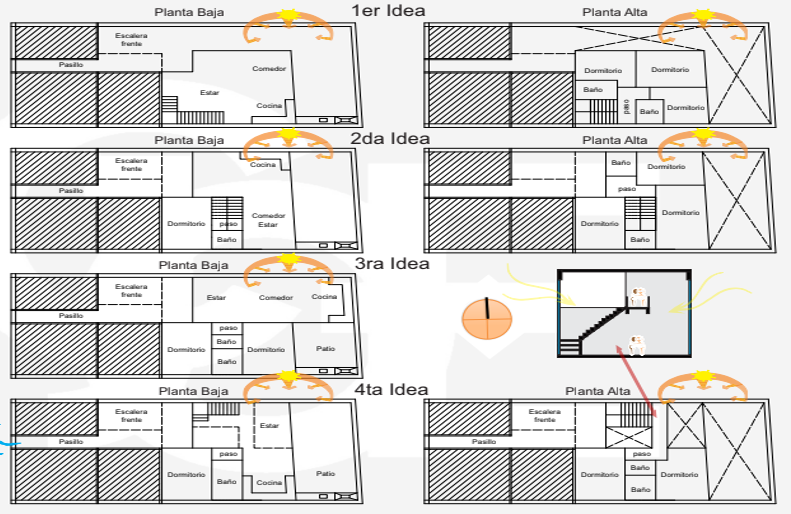 Planta Baja
1er Idea
Planta Alta
Escalera
frente
Pasillo
Comedor
Estar
Cocina
Dormitorio
Dormitorio
Baño
paso
Baño
Dormitorio
Planta Baja
2da Idea
Planta Alta
Escalera
frente
Pasillo
Cocina
Dormitorio
paso
Baño
Comedor
Estar
Baño
Dormitorio
paso
Dormitorio
Dormitorio
Baño
Planta Baja
3ra Idea
Escalera
frente
Pasillo
Estar
Comedor
Cocina
Dormitorio
paso
Baño
Baño
Dormitorio
Patio
Planta Baja
4ta Idea
Planta Alta
Escalera
frente
Pasillo
Estar
Dormitorio
paso
Baño
Cocina
Patio
Escalera
frente
Pasillo
Dormitorio
paso
Baño
Baño
Dormitorio